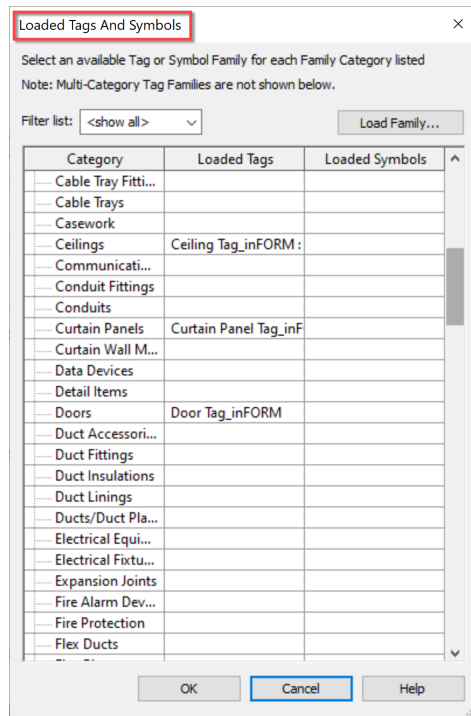 Loaded Tags And Symbols
Select an available Tag or Symbol Family for each Family Category listed
Note: Multi-Category Tag Families are not shown below.
Filter list: <show all> Load Family...
Category Loaded Tags Loaded Symbols
Cable Tray Fitti...
Cable Trays
Casework
Ceilings Ceiling Tag_inFORM :
Communicati...
Conduit Fittings
Conduits
Curtain Panels Curtain Panel Tag_inF
Curtain Wall M...
Data Devices
Detail Items
Doors Door Tag_inFORM
Duct Accessori...
Duct Fittings
Duct Insulations
Duct Linings
Ducts/Duct Pla...
Electrical Equi...
Electrical Fixtu...
Expansion Joints
Fire Alarm Dev...
Fire Protection
Flex Ducts
OK Cancel Help